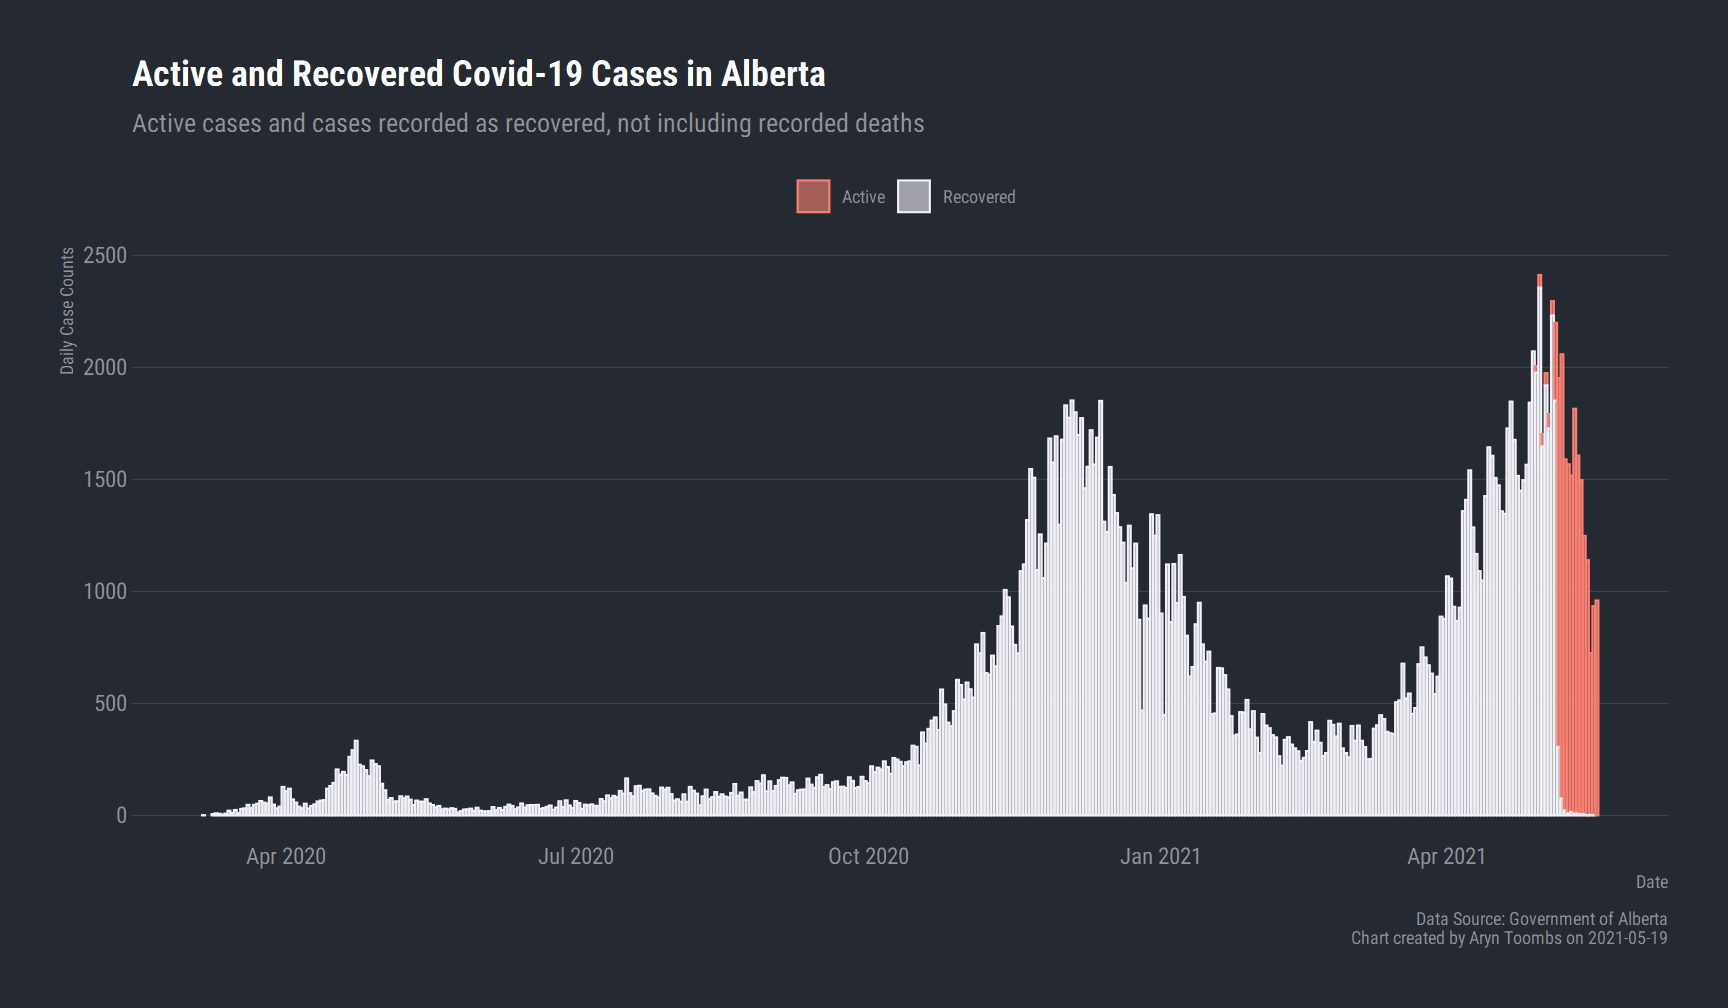 Active and Recovered Covid-19 Cases in Alberta
Active cases and cases recorded as recovered, not including recorded deaths
Active
Recovered
Daily Case Counts
2500
2000
1500
1000
500
0
Apr 2020
Jul 2020
Oct 2020
Jan 2021
Apr 2021
Date
Data Source: Government of Alberta
Chart created by Aryn Toombs on 2021-05-19